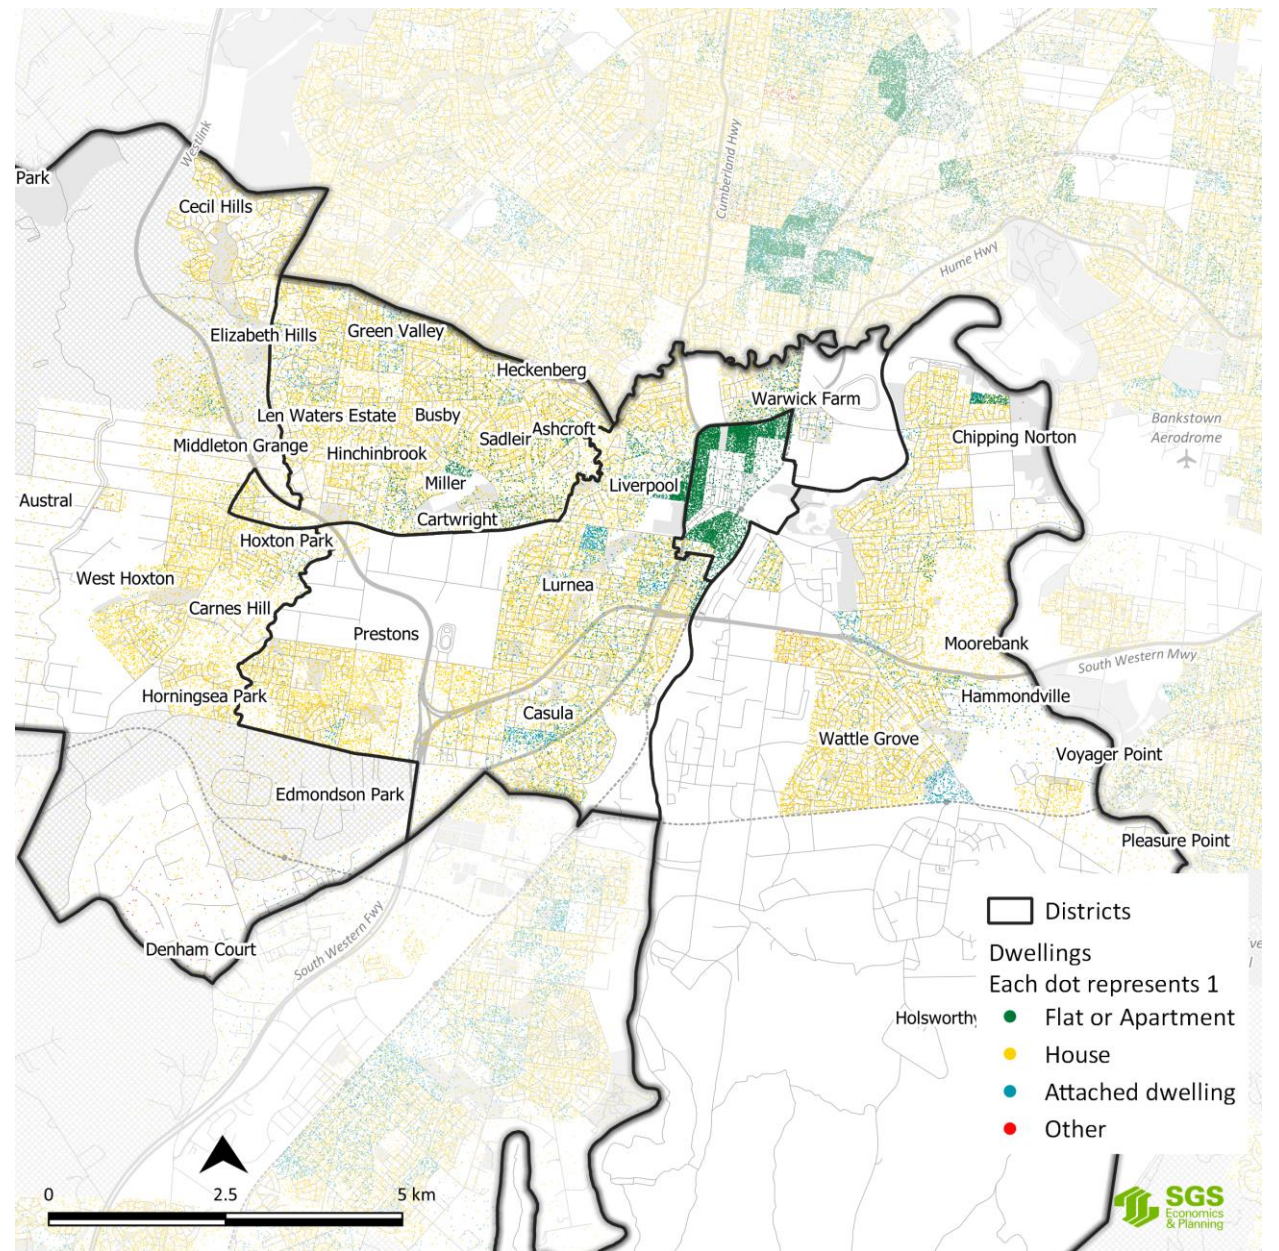 Westlink
Park
Cecil Hills
Cumberland Hwy
Hume Hwy
Elizabeth Hills
Green Valley
Heckenberg
Warwick Farm
Len Waters Estate
Busby
Ashcroft
Sadleir
Bankstown
Aerodrome
Middleton Grange
Hinchinbrook
Chipping Norton
Miller
Liverpool
Austral
Cartwright
Hoxton Park
West Hoxton
Lurnea
Carnes Hill
Prestons
Moorebank
South Western Mwy
Horningsea Park
Hammondville
Casula
Wattle Grove
Voyager Point
Edmondson Park
Pleasure Point
Denham Court
South Western Fwy
Holsworthy
Districts
Dwellings
Each dot represents 1
Flat or Apartment
House
Attached dwelling
Other
0 2.5 5 km
SGS
Economics
& Planning